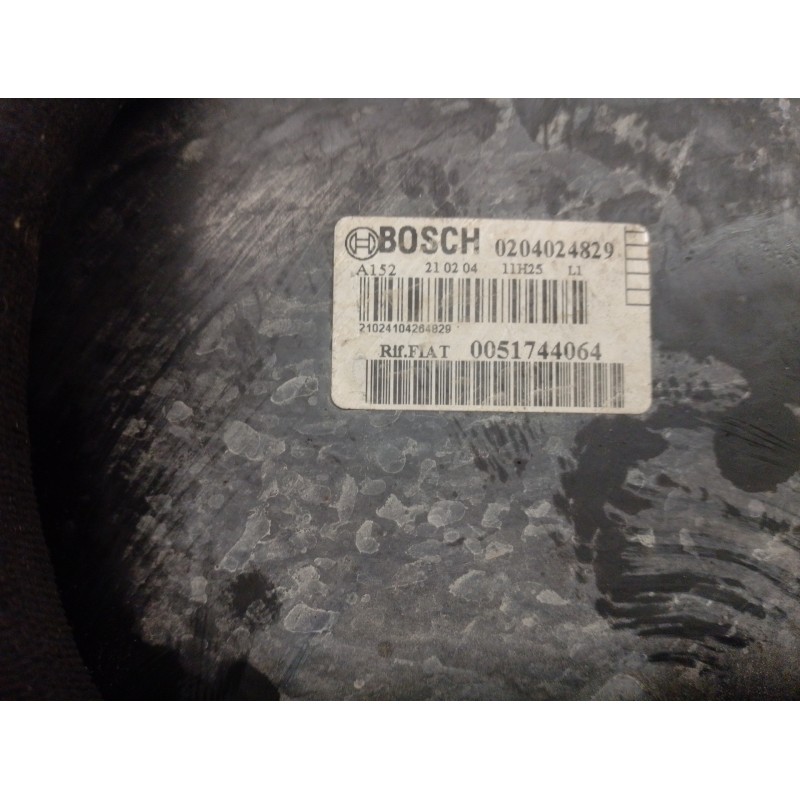 BOSCH 0204024829
A152 21 02 04 11H25 L1
21024104264829
Rif.FIAT 0051744064